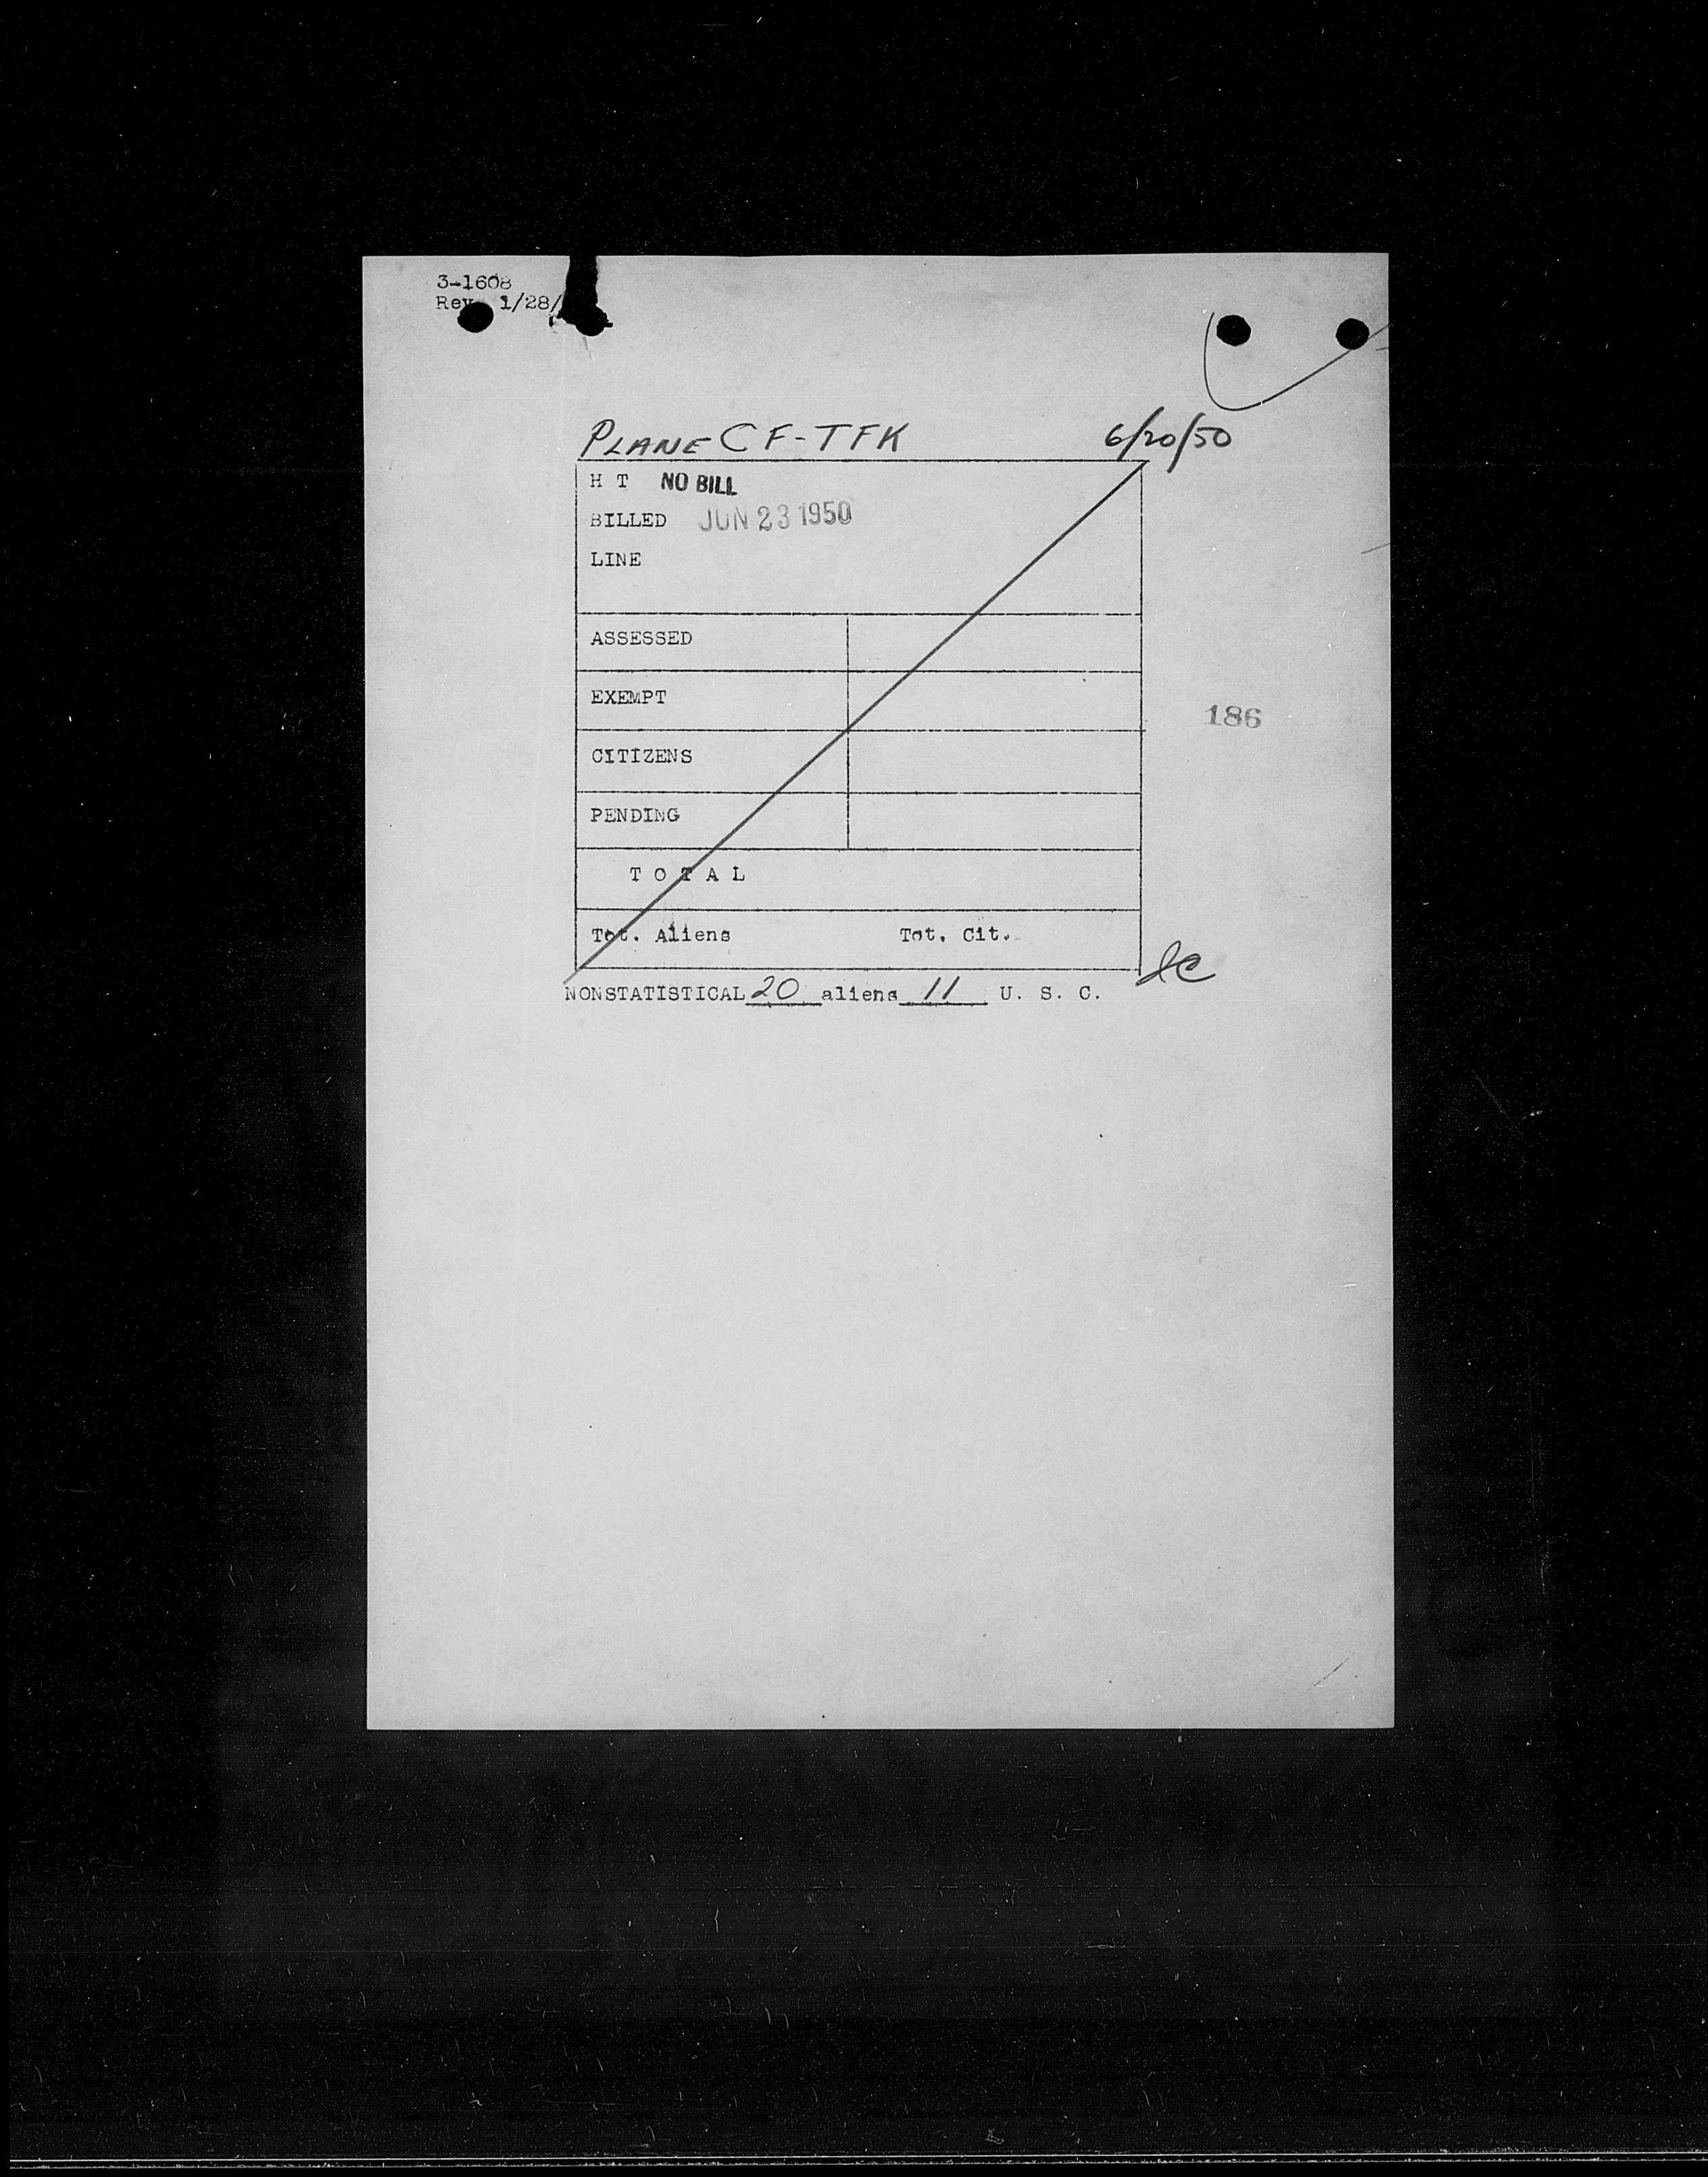 3-1608
Rev. 1/28/
PLANE CF-TFK 6/20/50
H T NO BILL
BILLED JUN 23 1950
LINE
ASSESSED
EXEMPT
186
CITIZENS
PENDING
T O T A L
Tot. Aliens Tot. Cit.
NONSTATISTICAL 20 aliens 11 U. S. C.